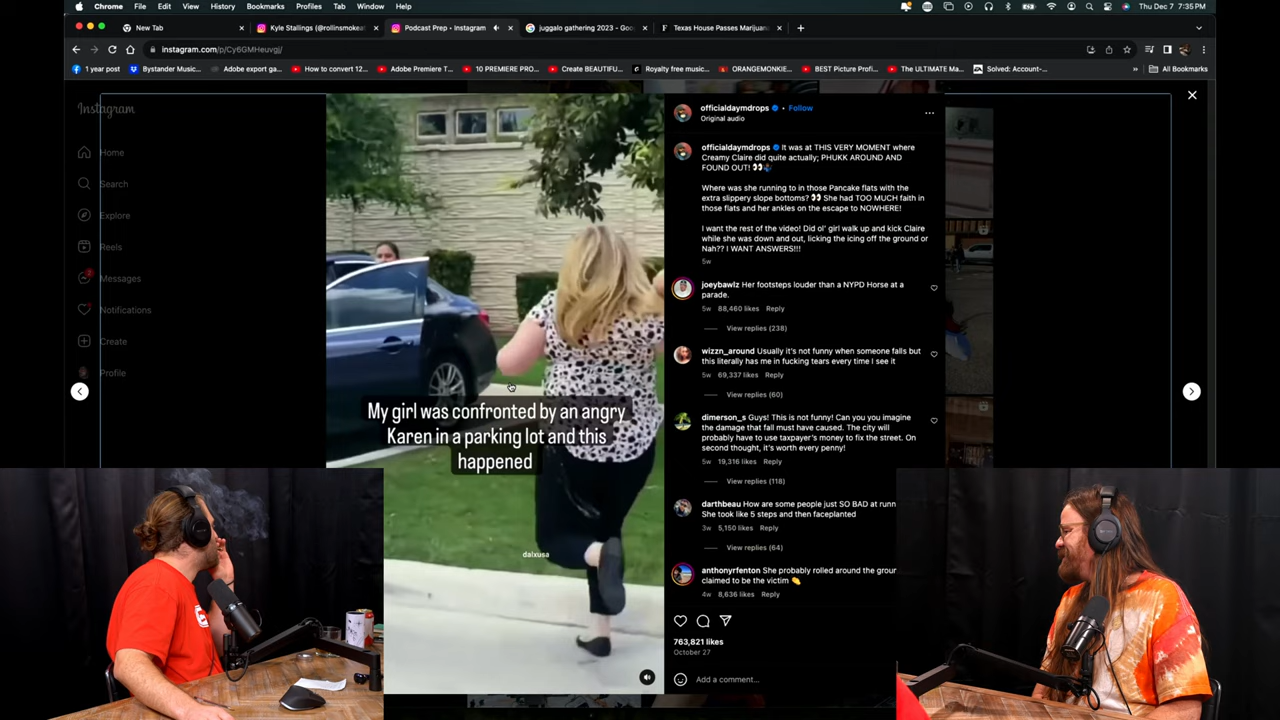 Chrome File Edit View History Bookmarks Profiles Tab Window Help Thu Dec 7 7:35 PM
New Tab Kyle Stallings (@rollinsmokeat Podcast Prep • Instagram juggalo gathering 2023 - Goo Texas House Passes Marijuan
instagram.com/p/Cy6GMHeuvgj/
1 year post Bystander Music... Adobe export ga... How to convert 12... Adobe Premiere T... 10 PREMIERE PRO... Create BEAUTIFU... Royalty free music... ORANGEMONKIE... BEST Picture Profi... The ULTIMATE Ma... Solved: Account-... » All Bookmarks
Instagram
Home
Search
Explore
Reels
Messages
Notifications
Create
Profile
My girl was confronted by an angry
Karen in a parking lot and this
happened
dalxusa
officialdaymdrops • Follow
Original audio
officialdaymdrops It was at THIS VERY MOMENT where
Creamy Claire did quite actually; PHUKK AROUND AND
FOUND OUT! 👀
Where was she running to in those Pancake flats with the
extra slippery slope bottoms? 👀 She had TOO MUCH faith in
those flats and her ankles on the escape to NOWHERE!
I want the rest of the video! Did ol' girl walk up and kick Claire
while she was down and out, licking the icing off the ground or
Nah?? I WANT ANSWERS!!!
5w
joeybawlz Her footsteps louder than a NYPD Horse at a
parade.
5w 88,460 likes Reply
View replies (238)
wizzn_around Usually it's not funny when someone falls but
this literally has me in fucking tears every time I see it
5w 69,337 likes Reply
View replies (60)
dimerson_s Guys! This is not funny! Can you you imagine
the damage that fall must have caused. The city will
probably have to use taxpayer's money to fix the street. On
second thought, it's worth every penny!
5w 19,316 likes Reply
View replies (118)
darthbeau How are some people just SO BAD at runn
She took like 5 steps and then faceplanted
3w 5,150 likes Reply
View replies (64)
anthonyrfenton She probably rolled around the groun
claimed to be the victim
4w 8,636 likes Reply
763,821 likes
October 27
Add a comment...